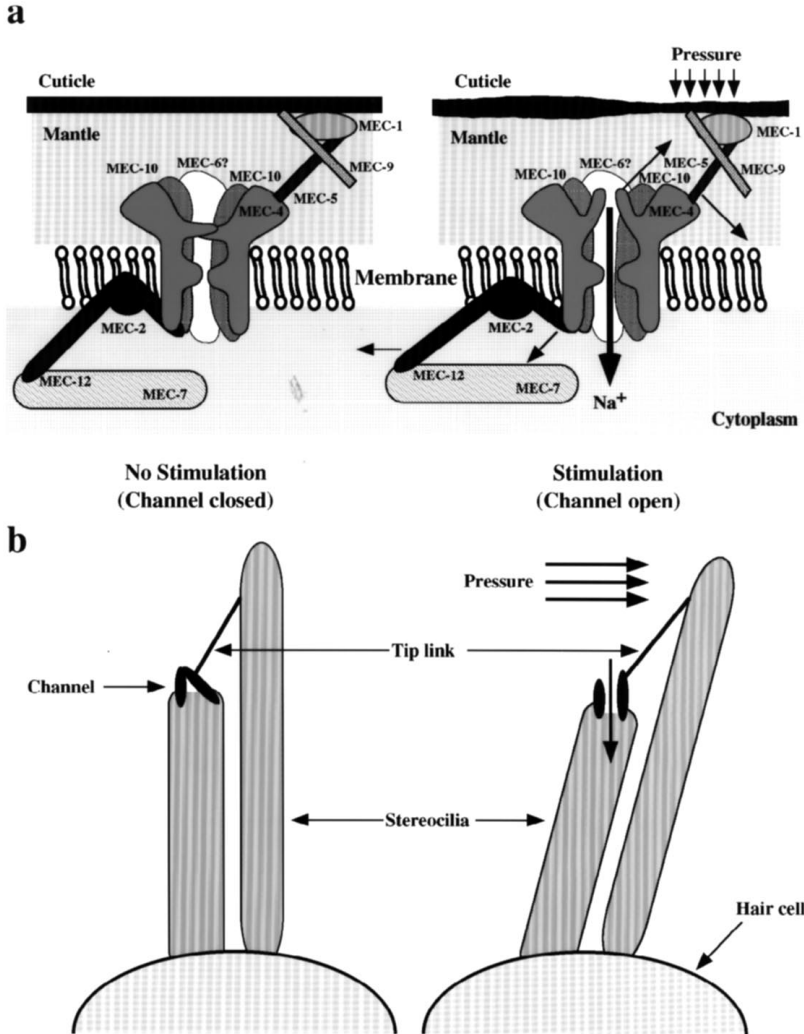 a
Cuticle
Mantle
MEC-1
MEC-9
MEC-6?
MEC-10
MEC-10
MEC-5
MEC-4
MEC-2
MEC-12
MEC-7
Pressure
Cuticle
Mantle
MEC-1
MEC-9
MEC-6?
MEC-5
MEC-10
MEC-10
MEC-4
Membrane
MEC-2
MEC-12
MEC-7
Na+
Cytoplasm
No Stimulation
(Channel closed)
Stimulation
(Channel open)
b
Pressure
Tip link
Channel
Stereocilia
Hair cell